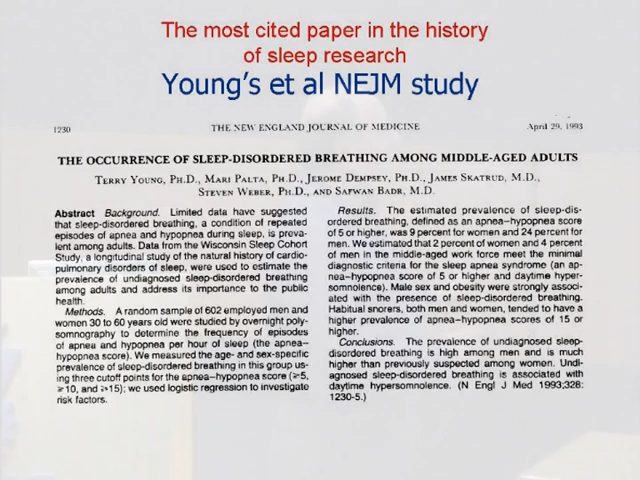 The most cited paper in the history
of sleep research
Young's et al NEJM study
1230
THE NEW ENGLAND JOURNAL OF MEDICINE
April 29, 1993
THE OCCURRENCE OF SLEEP-DISORDERED BREATHING AMONG MIDDLE-AGED ADULTS
TERRY YOUNG, PH.D., MARI PALTA, PH.D., JEROME DEMPSEY, PH.D., JAMES SKATRUD, M.D.,
STEVEN WEBER, PH.D., AND SAFWAN BADR, M.D.
Abstract Background. Limited data have suggested
that sleep-disordered breathing, a condition of repeated
episodes of apnea and hypopnea during sleep, is preva-
lent among adults. Data from the Wisconsin Sleep Cohort
Study, a longitudinal study of the natural history of cardio-
pulmonary disorders of sleep, were used to estimate the
prevalence of undiagnosed sleep-disordered breathing
among adults and address its importance to the public
health.
Methods. A random sample of 602 employed men and
women 30 to 60 years old were studied by overnight poly-
somnography to determine the frequency of episodes
of apnea and hypopnea per hour of sleep (the apnea–
hypopnea score). We measured the age- and sex-specific
prevalence of sleep-disordered breathing in this group us-
ing three cutoff points for the apnea–hypopnea score (≥5,
≥10, and ≥15); we used logistic regression to investigate
risk factors.
Results. The estimated prevalence of sleep-dis-
ordered breathing, defined as an apnea–hypopnea score
of 5 or higher, was 9 percent for women and 24 percent for
men. We estimated that 2 percent of women and 4 percent
of men in the middle-aged work force meet the minimal
diagnostic criteria for the sleep apnea syndrome (an ap-
nea–hypopnea score of 5 or higher and daytime hyper-
somnolence). Male sex and obesity were strongly associ-
ated with the presence of sleep-disordered breathing.
Habitual snorers, both men and women, tended to have a
higher prevalence of apnea–hypopnea scores of 15 or
higher.
Conclusions. The prevalence of undiagnosed sleep-
disordered breathing is high among men and is much
higher than previously suspected among women. Undi-
agnosed sleep-disordered breathing is associated with
daytime hypersomnolence. (N Engl J Med 1993;328:
1230-5.)